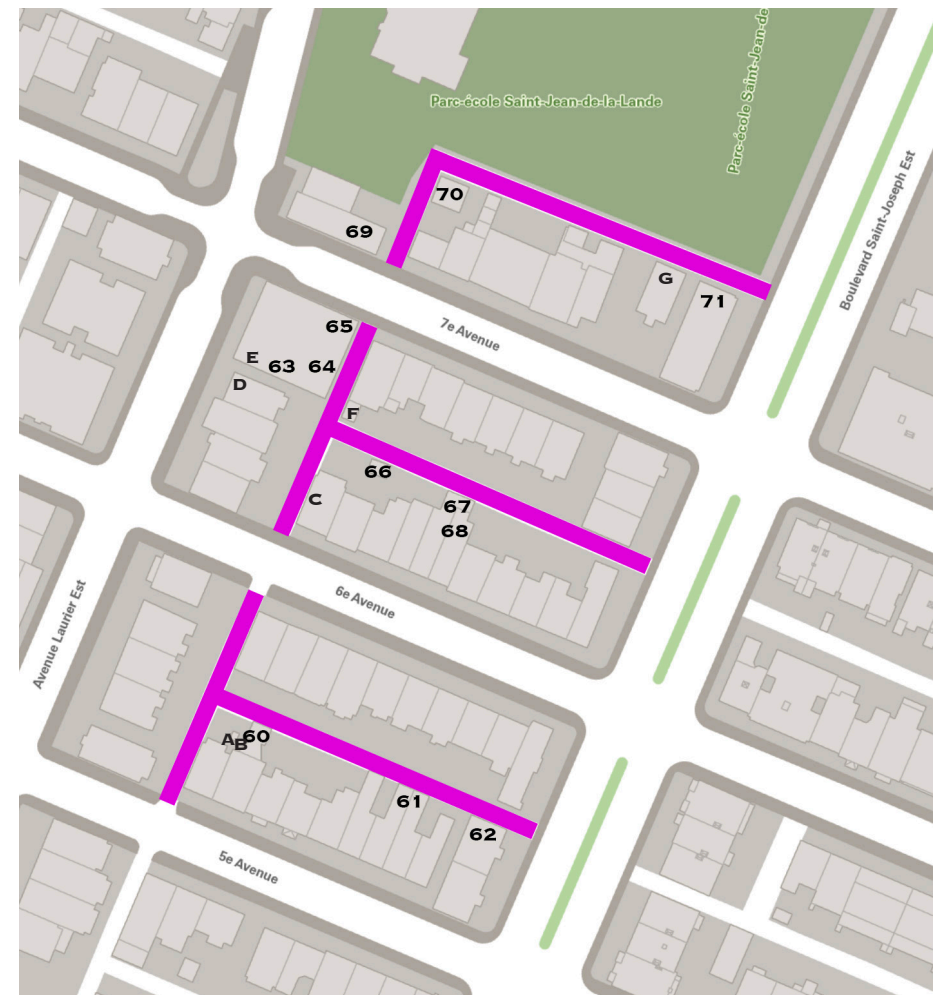 Parc-école Saint-Jean-de-la-Lande
Parc-école Saint-Jean-de
Boulevard Saint-Joseph Est
70
69
G
71
65
7e Avenue
E
63
64
D
F
66
C
67
68
6e Avenue
Avenue Laurier Est
A
B
60
61
62
5e Avenue